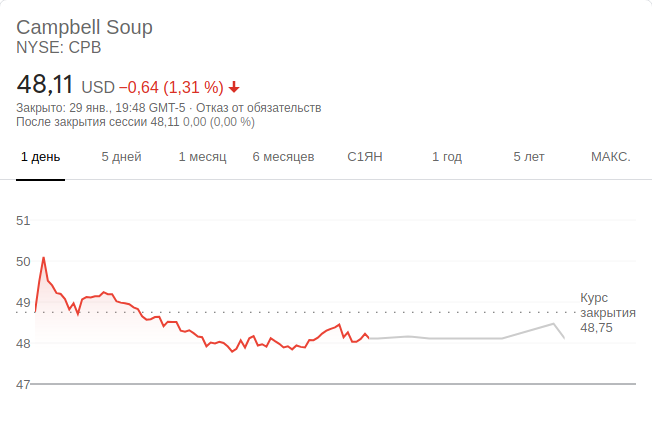 Campbell Soup
NYSE: CPB
48,11 USD −0,64 (1,31 %)
Закрыто: 29 янв., 19:48 GMT-5 · Отказ от обязательств
После закрытия сессии 48,11 0,00 (0,00 %)
1 день 5 дней 1 месяц 6 месяцев С1ЯН 1 год 5 лет МАКС.
51
50
49
48
47
Курс
закрытия
48,75